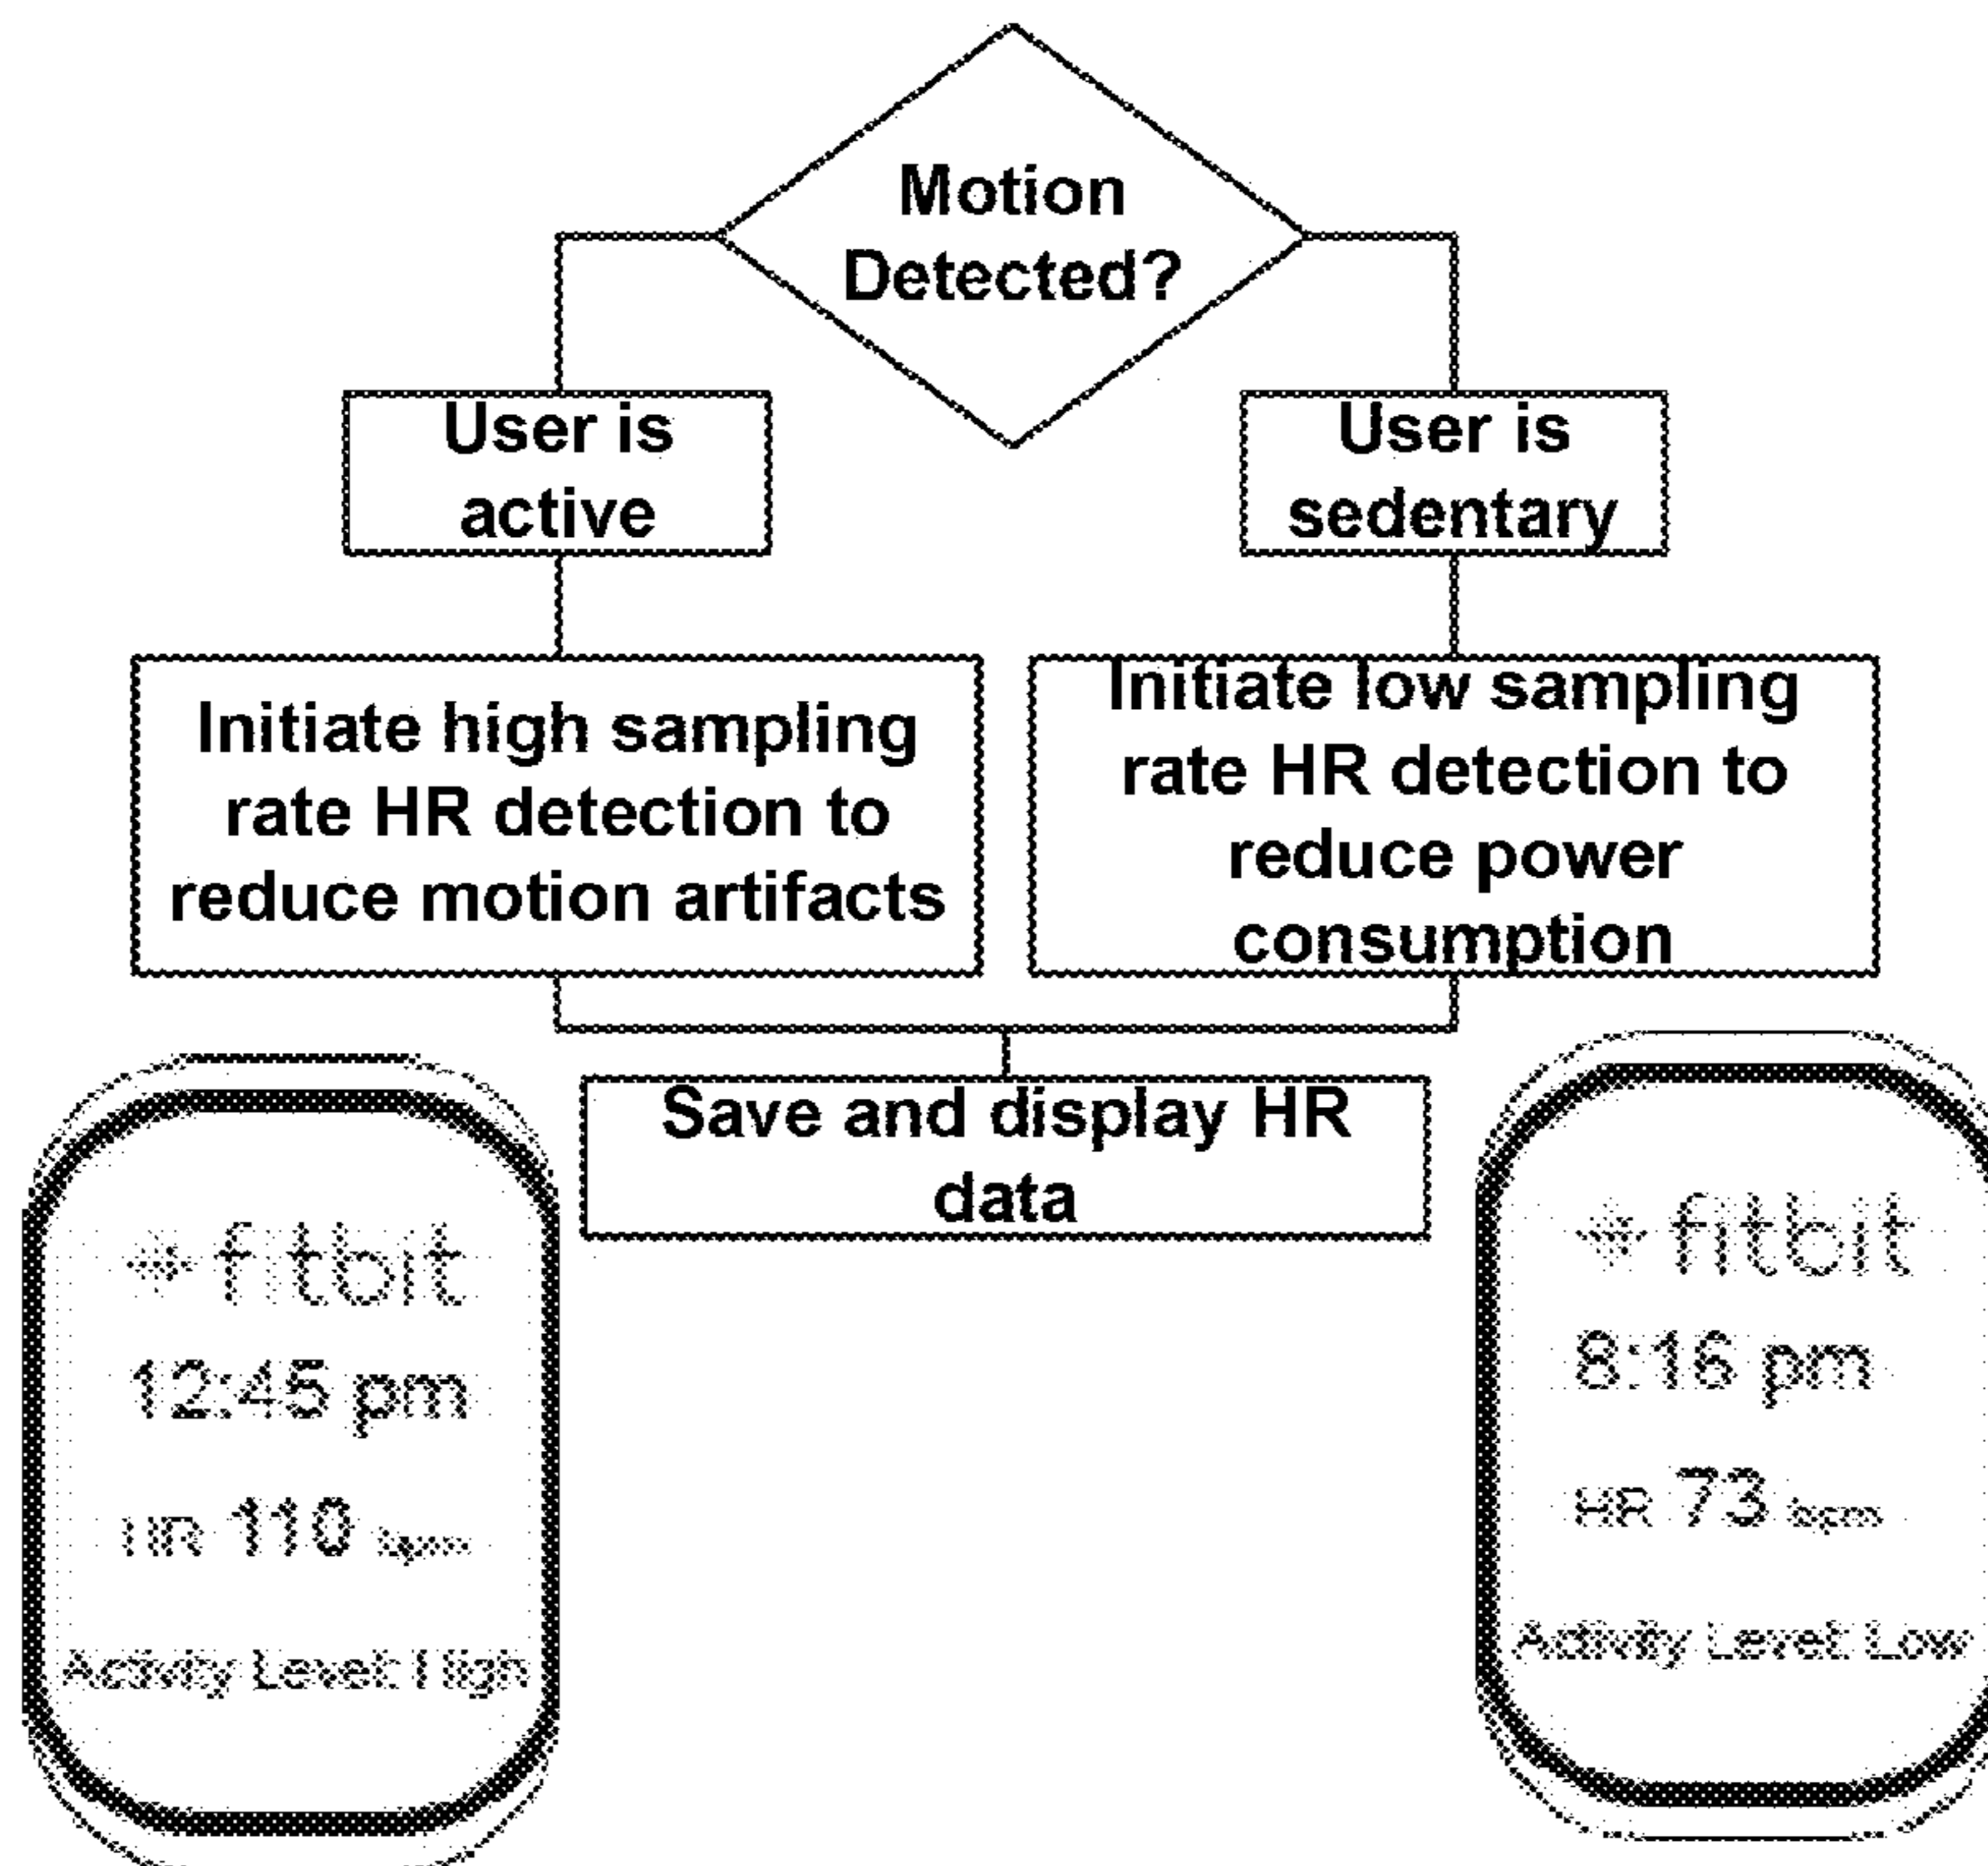 Motion
Detected?
User is
active
User is
sedentary
Initiate high sampling
rate HR detection to
reduce motion artifacts
Initiate low sampling
rate HR detection to
reduce power
consumption
Save and display HR
data
fitbit
12:45 pm
HR 110 bpm
Activity Level: High
fitbit
8:16 pm
HR 73 bpm
Activity Level: Low